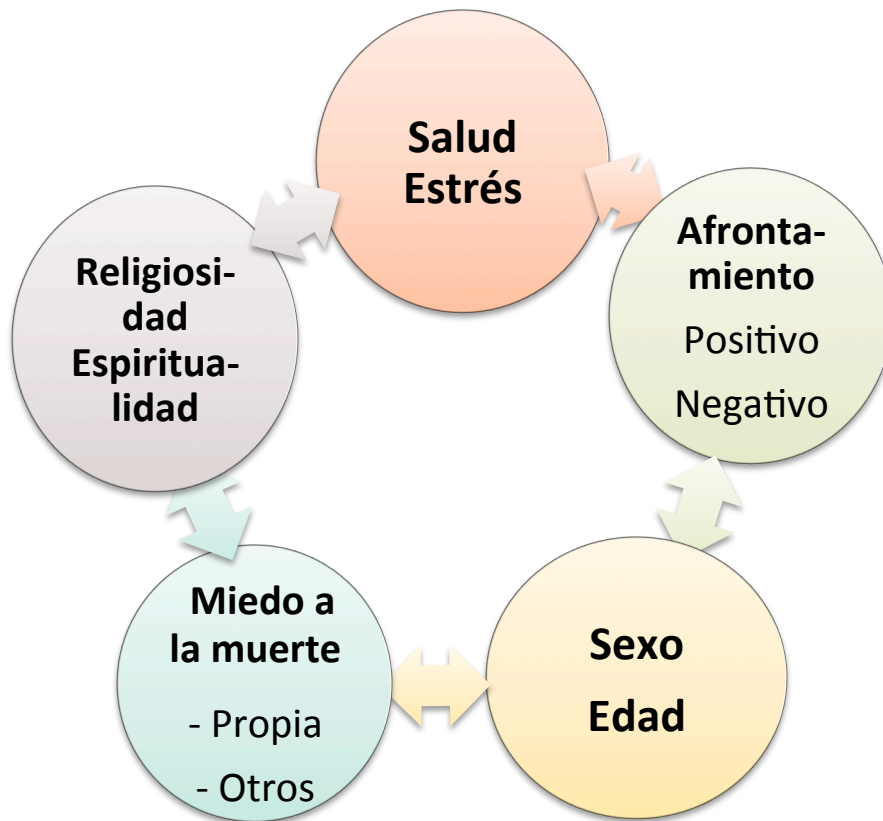 Salud
Estrés
Afronta-
miento
Positivo
Negativo
Sexo
Edad
Miedo a
la muerte
- Propia
- Otros
Religiosi-
dad
Espiritua-
lidad